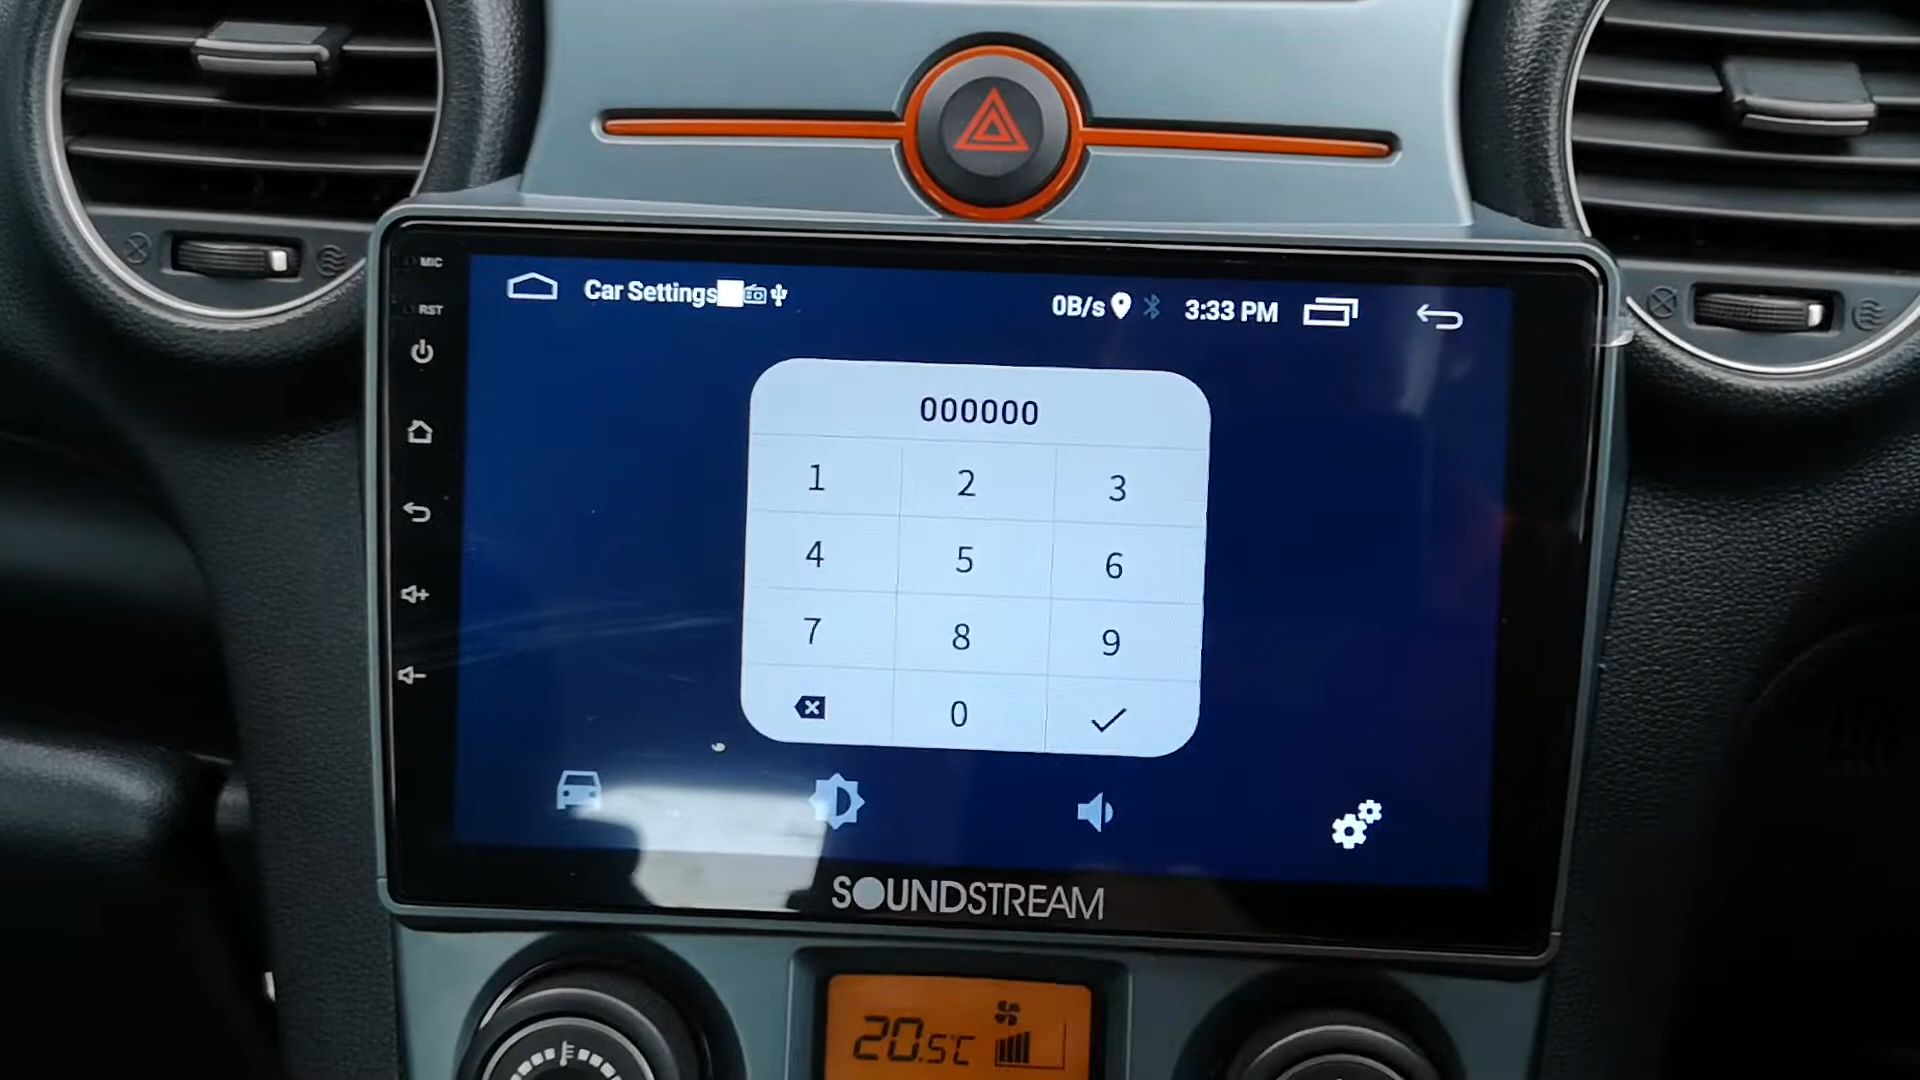 MIC
RST
Car Settings
0B/s 3:33 PM
000000
1 2 3
4 5 6
7 8 9
0
SOUNDSTREAM
20.5°C